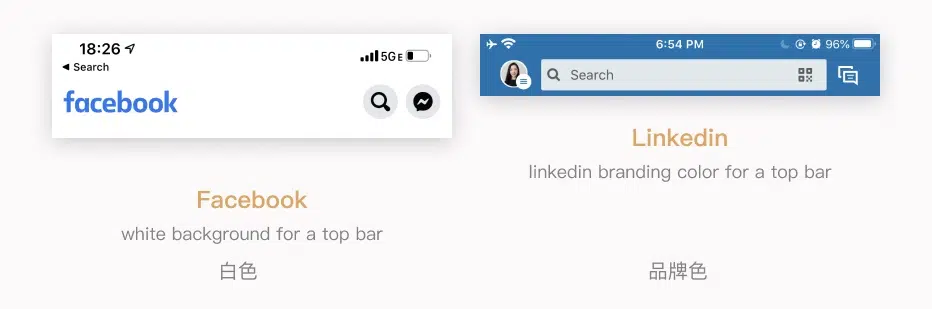 18:26
5G E
◀ Search
facebook
6:54 PM
96%
Search
Linkedin
linkedin branding color for a top bar
Facebook
white background for a top bar
白色
品牌色